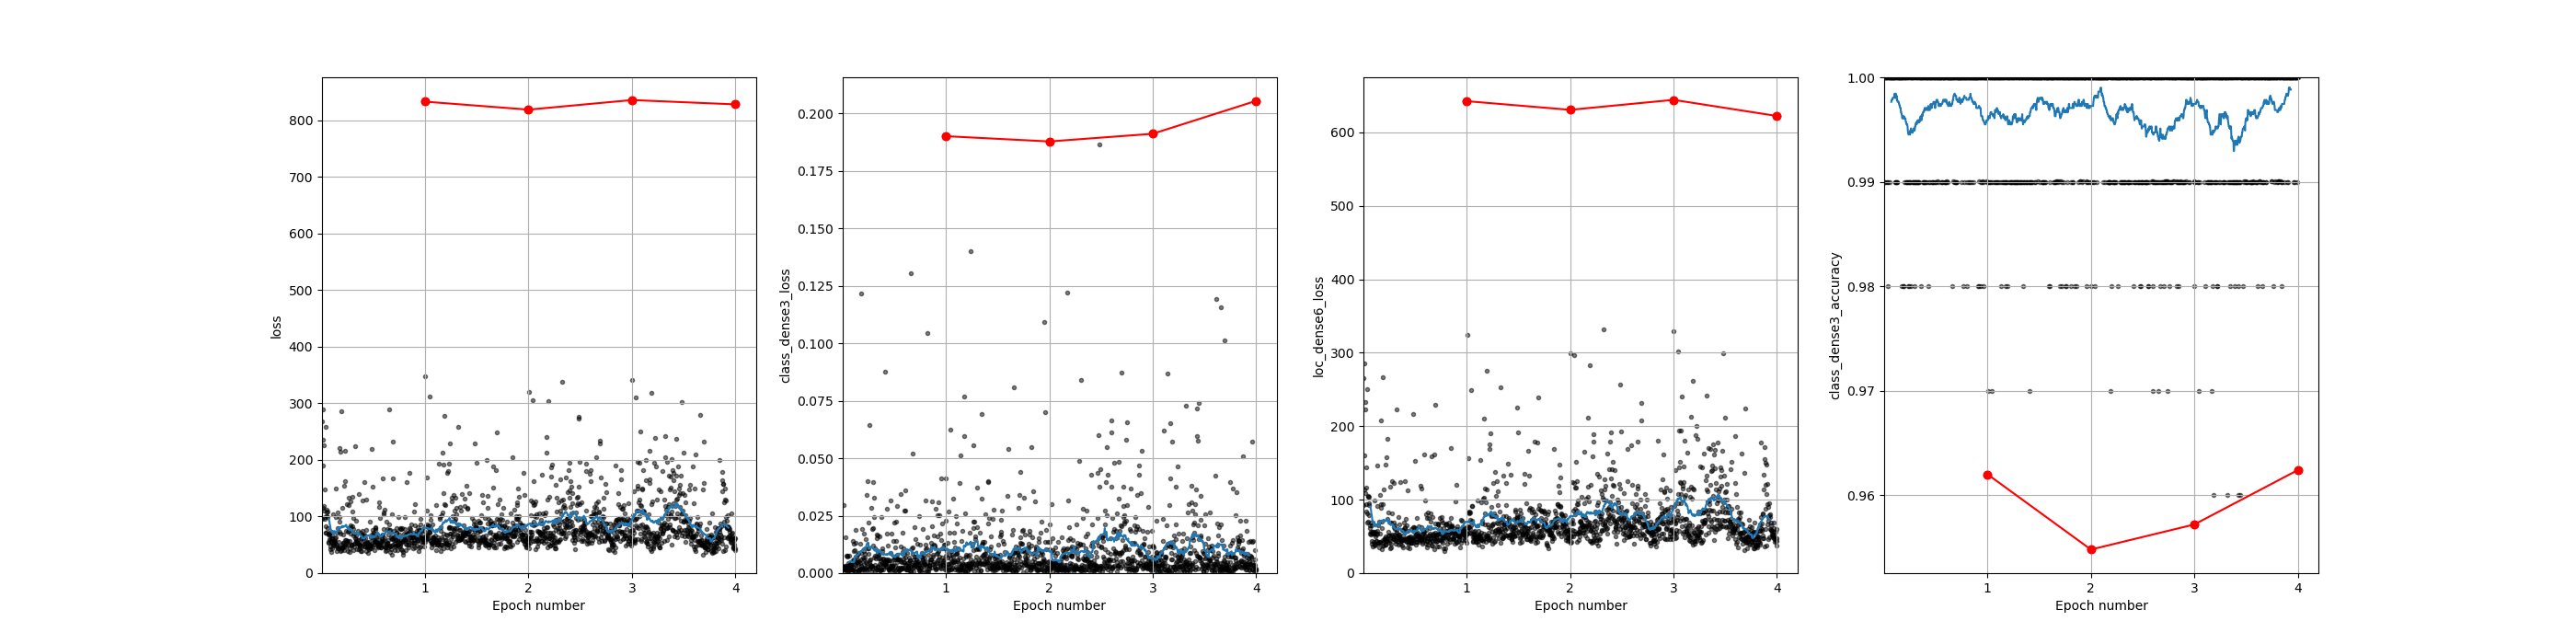 loss
800
700
600
500
400
300
200
100
0
1 2 3 4
Epoch number
class_dense3_loss
0.200
0.175
0.150
0.125
0.100
0.075
0.050
0.025
0.000
1 2 3 4
Epoch number
loc_dense6_loss
600
500
400
300
200
100
0
1 2 3 4
Epoch number
class_dense3_accuracy
1.00
0.99
0.98
0.97
0.96
1 2 3 4
Epoch number